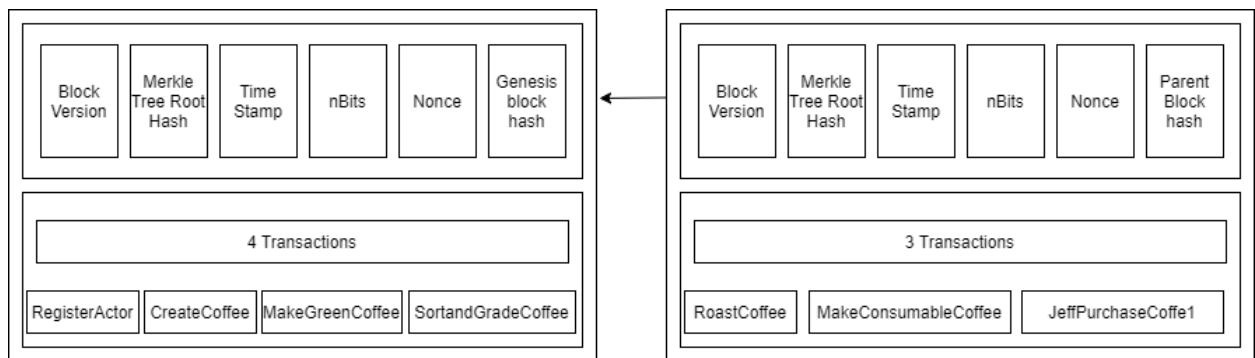 Block
Version
Merkle
Tree Root
Hash
Time
Stamp
nBits
Nonce
Genesis
block
hash
4 Transactions
RegisterActor
CreateCoffee
MakeGreenCoffee
SortandGradeCoffee
Block
Version
Merkle
Tree Root
Hash
Time
Stamp
nBits
Nonce
Parent
Block
hash
3 Transactions
RoastCoffee
MakeConsumableCoffee
JeffPurchaseCoffe1